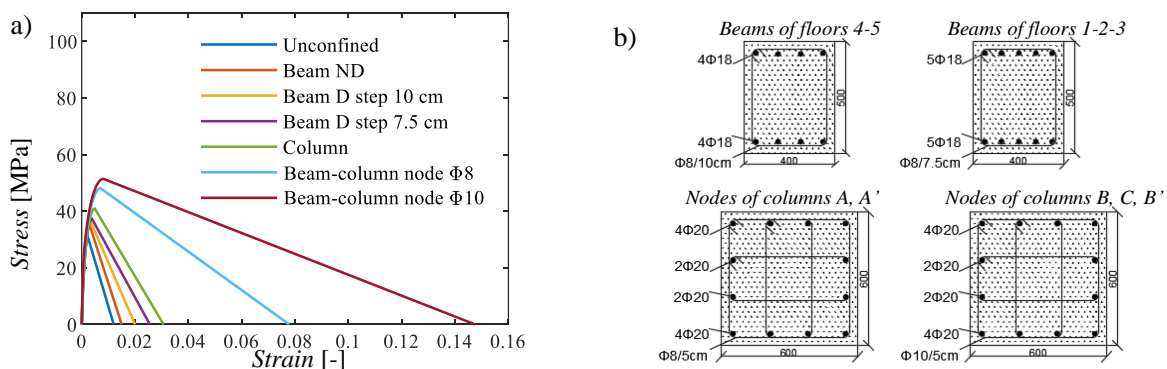 a)
Stress [MPa]
100
80
60
40
20
0
0
0.02
0.04
0.06
0.08
0.1
0.12
0.14
0.16
Strain [-]
Unconfined
Beam ND
Beam D step 10 cm
Beam D step 7.5 cm
Column
Beam-column node Φ8
Beam-column node Φ10
b)
Beams of floors 4-5
4Φ18
4Φ18
Φ8/10cm
400
500
Beams of floors 1-2-3
5Φ18
5Φ18
Φ8/7.5cm
400
500
Nodes of columns A, A’
4Φ20
2Φ20
2Φ20
4Φ20
Φ8/5cm
600
600
Nodes of columns B, C, B’
4Φ20
2Φ20
2Φ20
4Φ20
Φ10/5cm
600
600